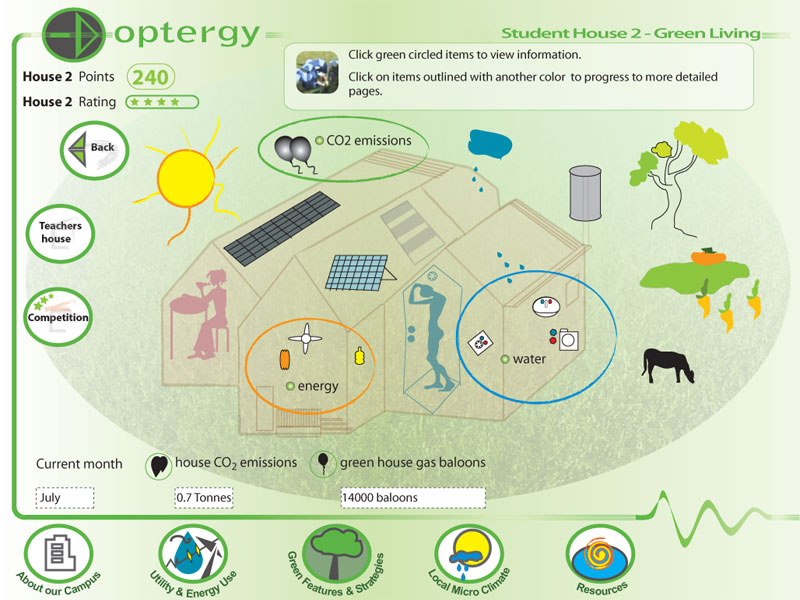 optergy
Student House 2 - Green Living
Click green circled items to view information.
Click on items outlined with another color to progress to more detailed
pages.
House 2 Points 240
House 2 Rating
Back
CO2 emissions
Teachers
house
Competition
energy
water
Current month
house CO₂ emissions
green house gas baloons
July
0.7 Tonnes
14000 baloons
About our Campus
Utility & Energy Use
Green Features & Strategies
Local Micro Climate
Resources